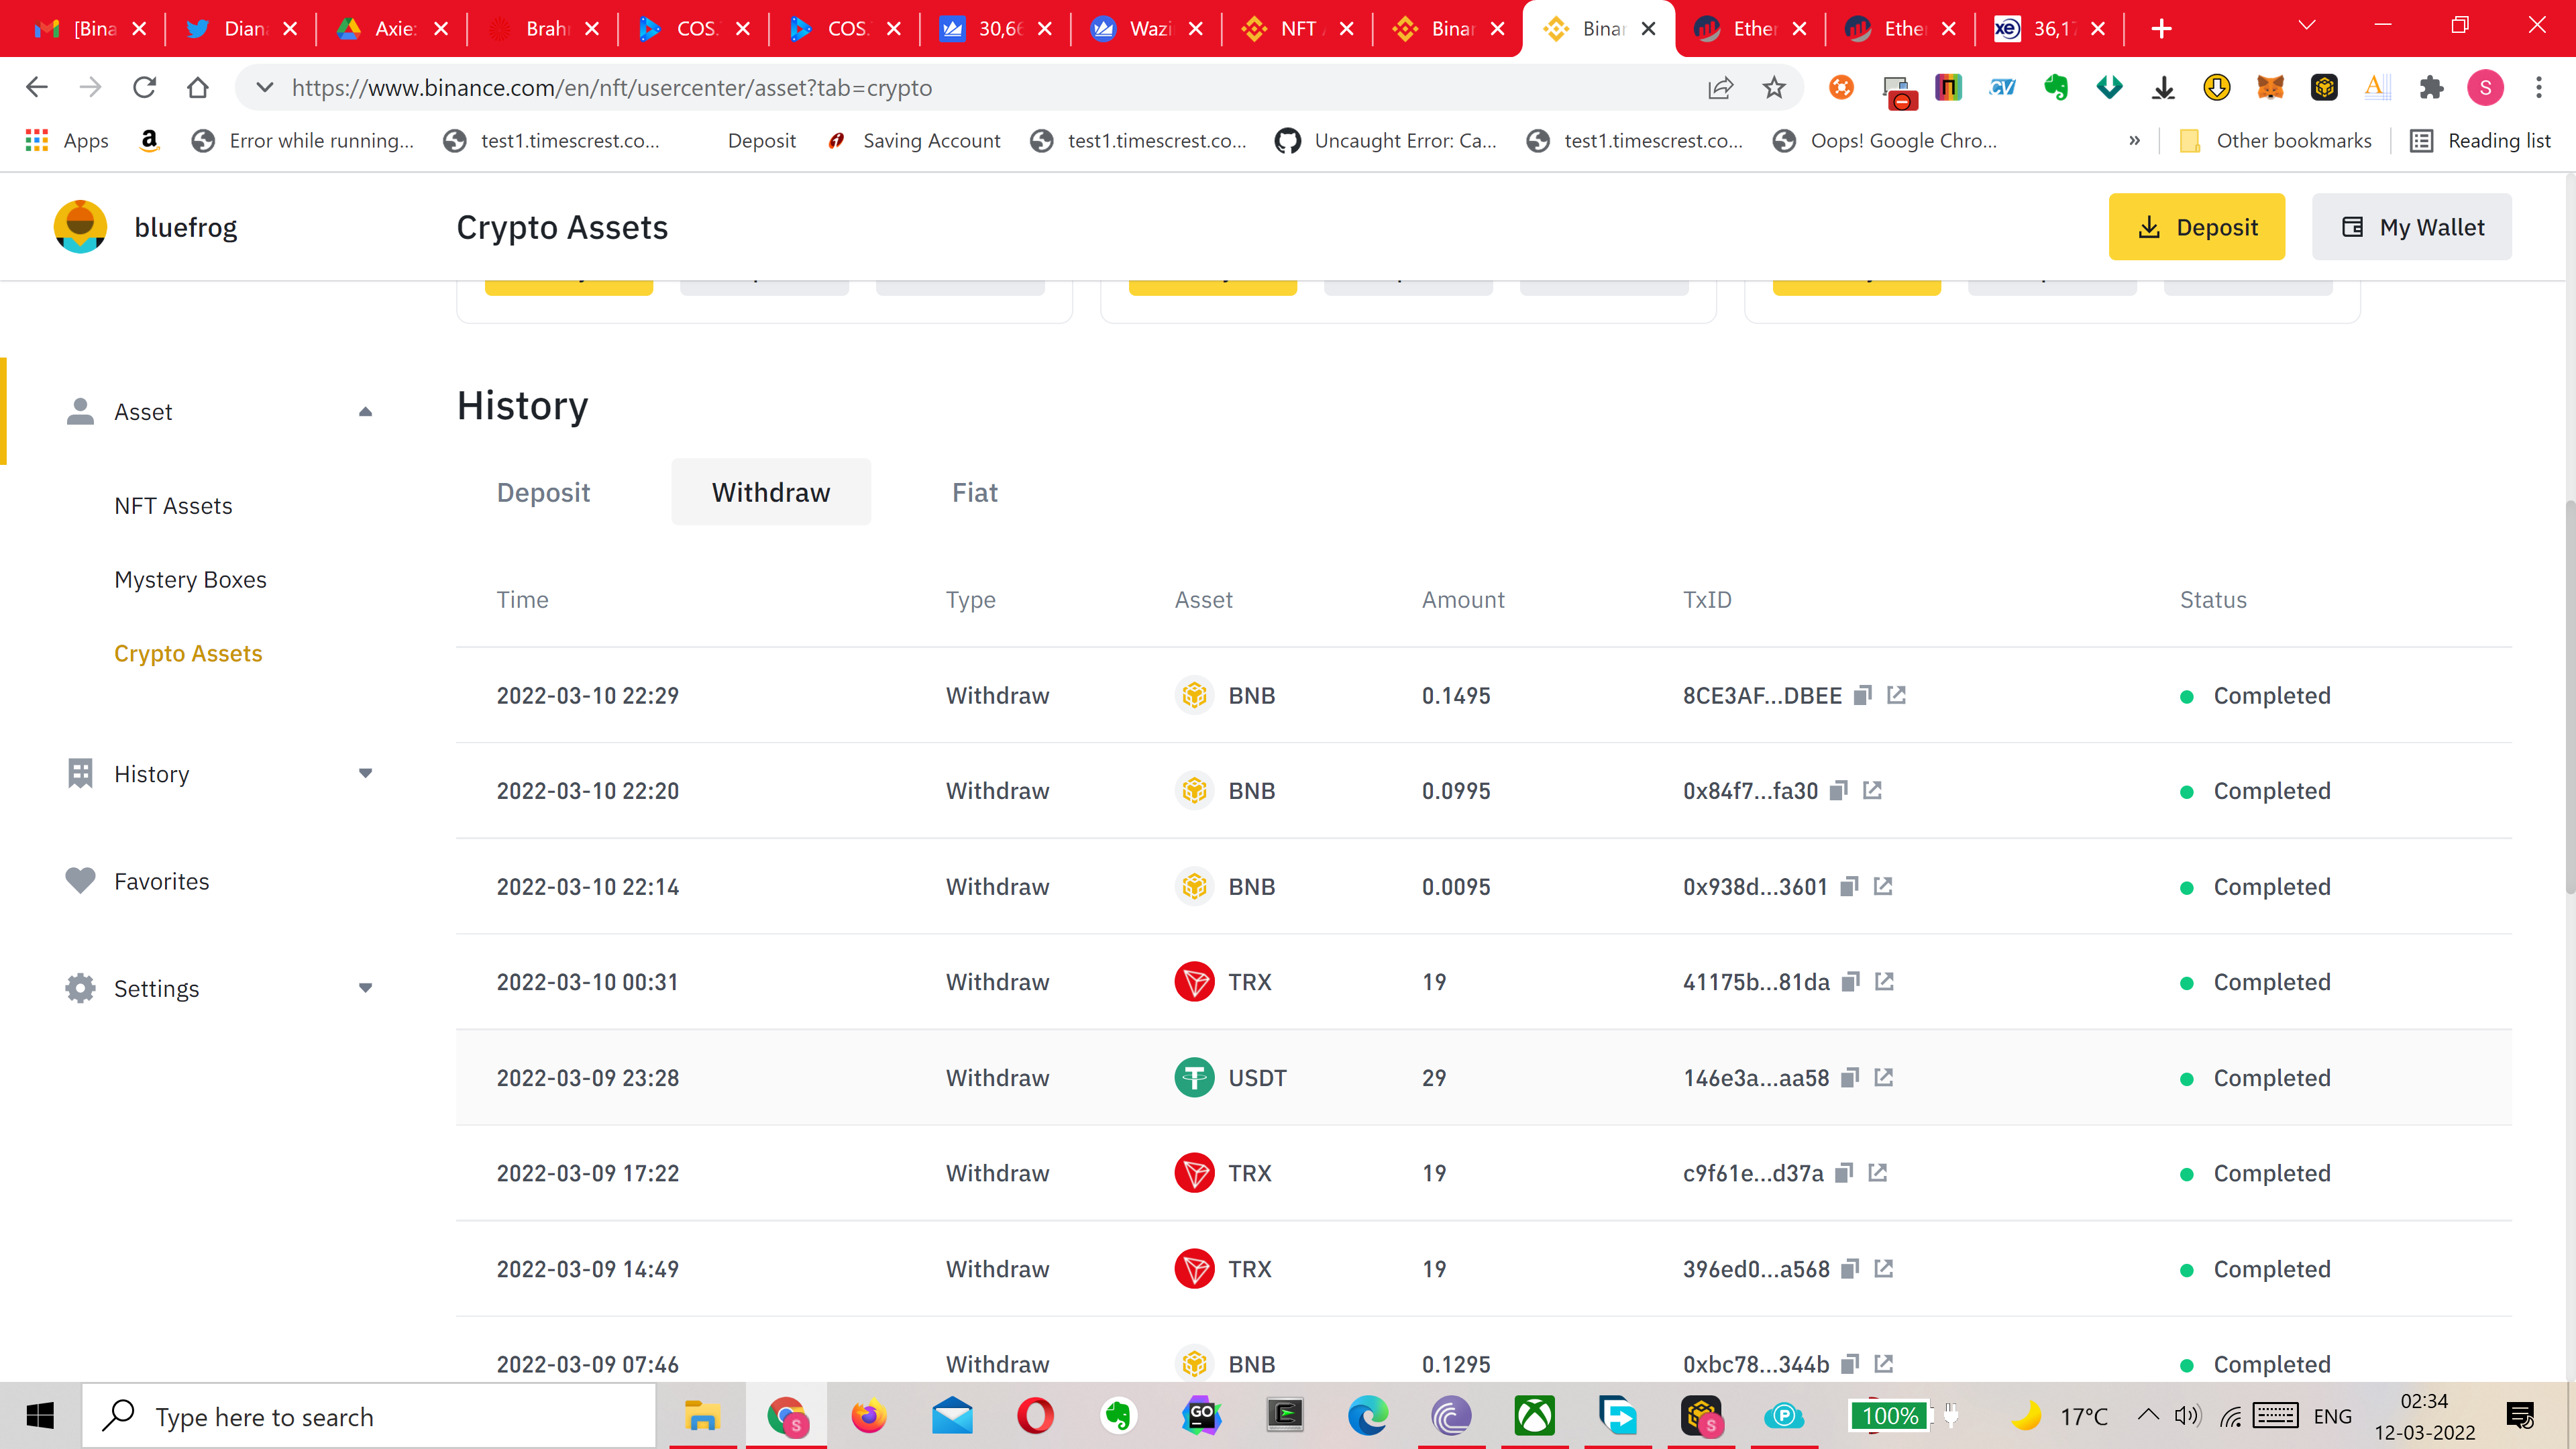 [Bina
Dian
Axie:
Brah
COS.
COS.
30,66
Wazi
NFT
Binar
Binar
Ether
Ether
xe 36,17
https://www.binance.com/en/nft/usercenter/asset?tab=crypto
Apps
Error while running...
test1.timescrest.co...
Deposit
Saving Account
test1.timescrest.co...
Uncaught Error: Ca...
test1.timescrest.co...
Oops! Google Chro...
»
Other bookmarks
Reading list
bluefrog
Crypto Assets
Deposit
My Wallet
Asset
NFT Assets
Mystery Boxes
Crypto Assets
History
Favorites
Settings
History
Deposit Withdraw Fiat
Time Type Asset Amount TxID Status
2022-03-10 22:29 Withdraw BNB 0.1495 8CE3AF...DBEE Completed
2022-03-10 22:20 Withdraw BNB 0.0995 0x84f7...fa30 Completed
2022-03-10 22:14 Withdraw BNB 0.0095 0x938d...3601 Completed
2022-03-10 00:31 Withdraw TRX 19 41175b...81da Completed
2022-03-09 23:28 Withdraw USDT 29 146e3a...aa58 Completed
2022-03-09 17:22 Withdraw TRX 19 c9f61e...d37a Completed
2022-03-09 14:49 Withdraw TRX 19 396ed0...a568 Completed
2022-03-09 07:46 Withdraw BNB 0.1295 0xbc78...344b Completed
Type here to search
100%
17°C
ENG
02:34
12-03-2022